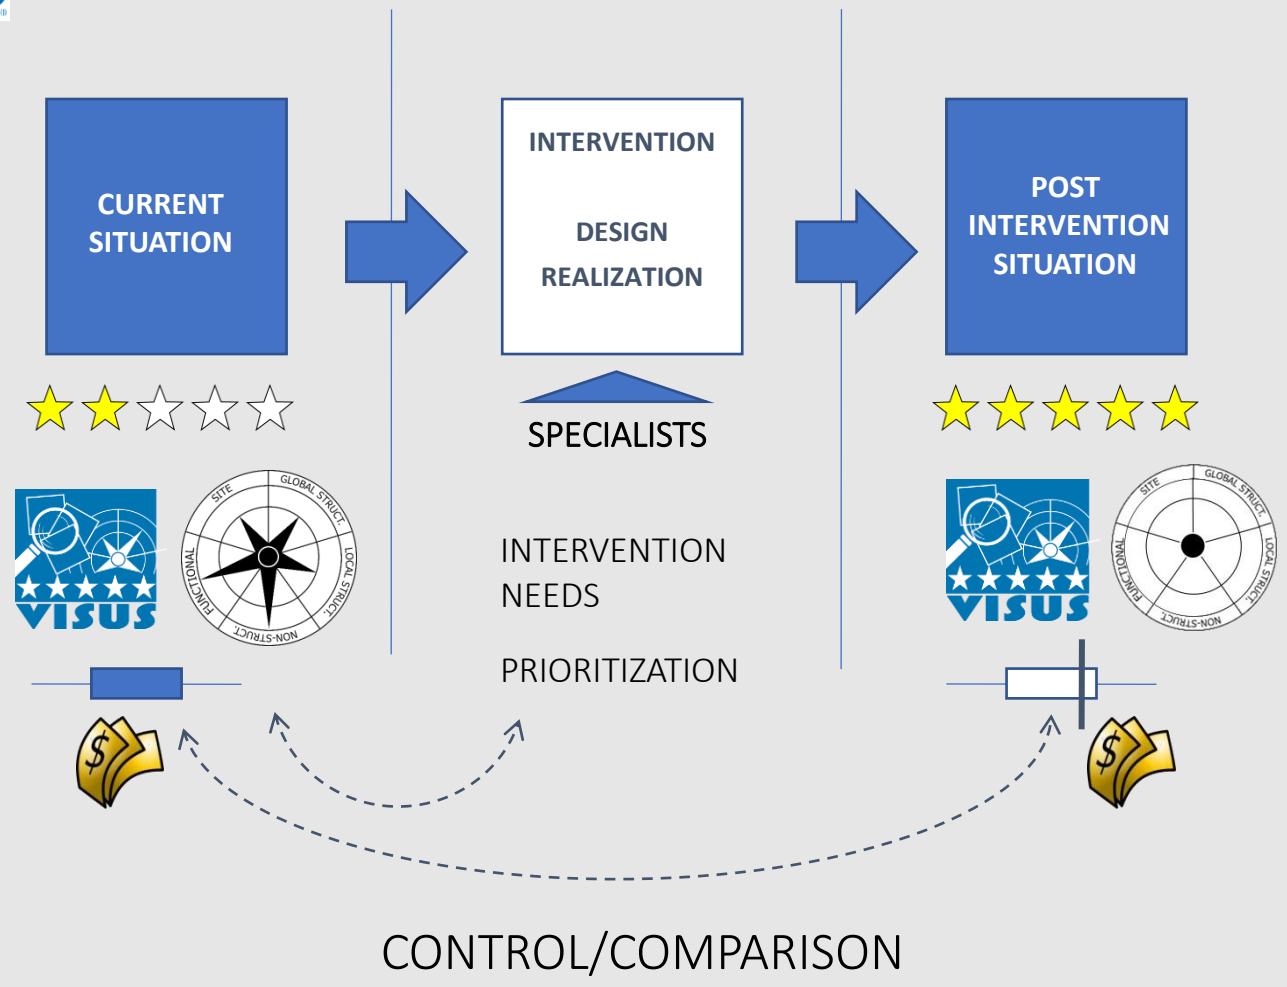 CURRENT
SITUATION
INTERVENTION
DESIGN
REALIZATION
POST
INTERVENTION
SITUATION
SPECIALISTS
VISUS
SITE
GLOBAL STRUCT.
LOCAL STRUCT.
NON-STRUCT.
FUNCTIONAL
INTERVENTION
NEEDS
PRIORITIZATION
VISUS
SITE
GLOBAL STRUCT.
LOCAL STRUCT.
NON-STRUCT.
FUNCTIONAL
$
$
CONTROL/COMPARISON